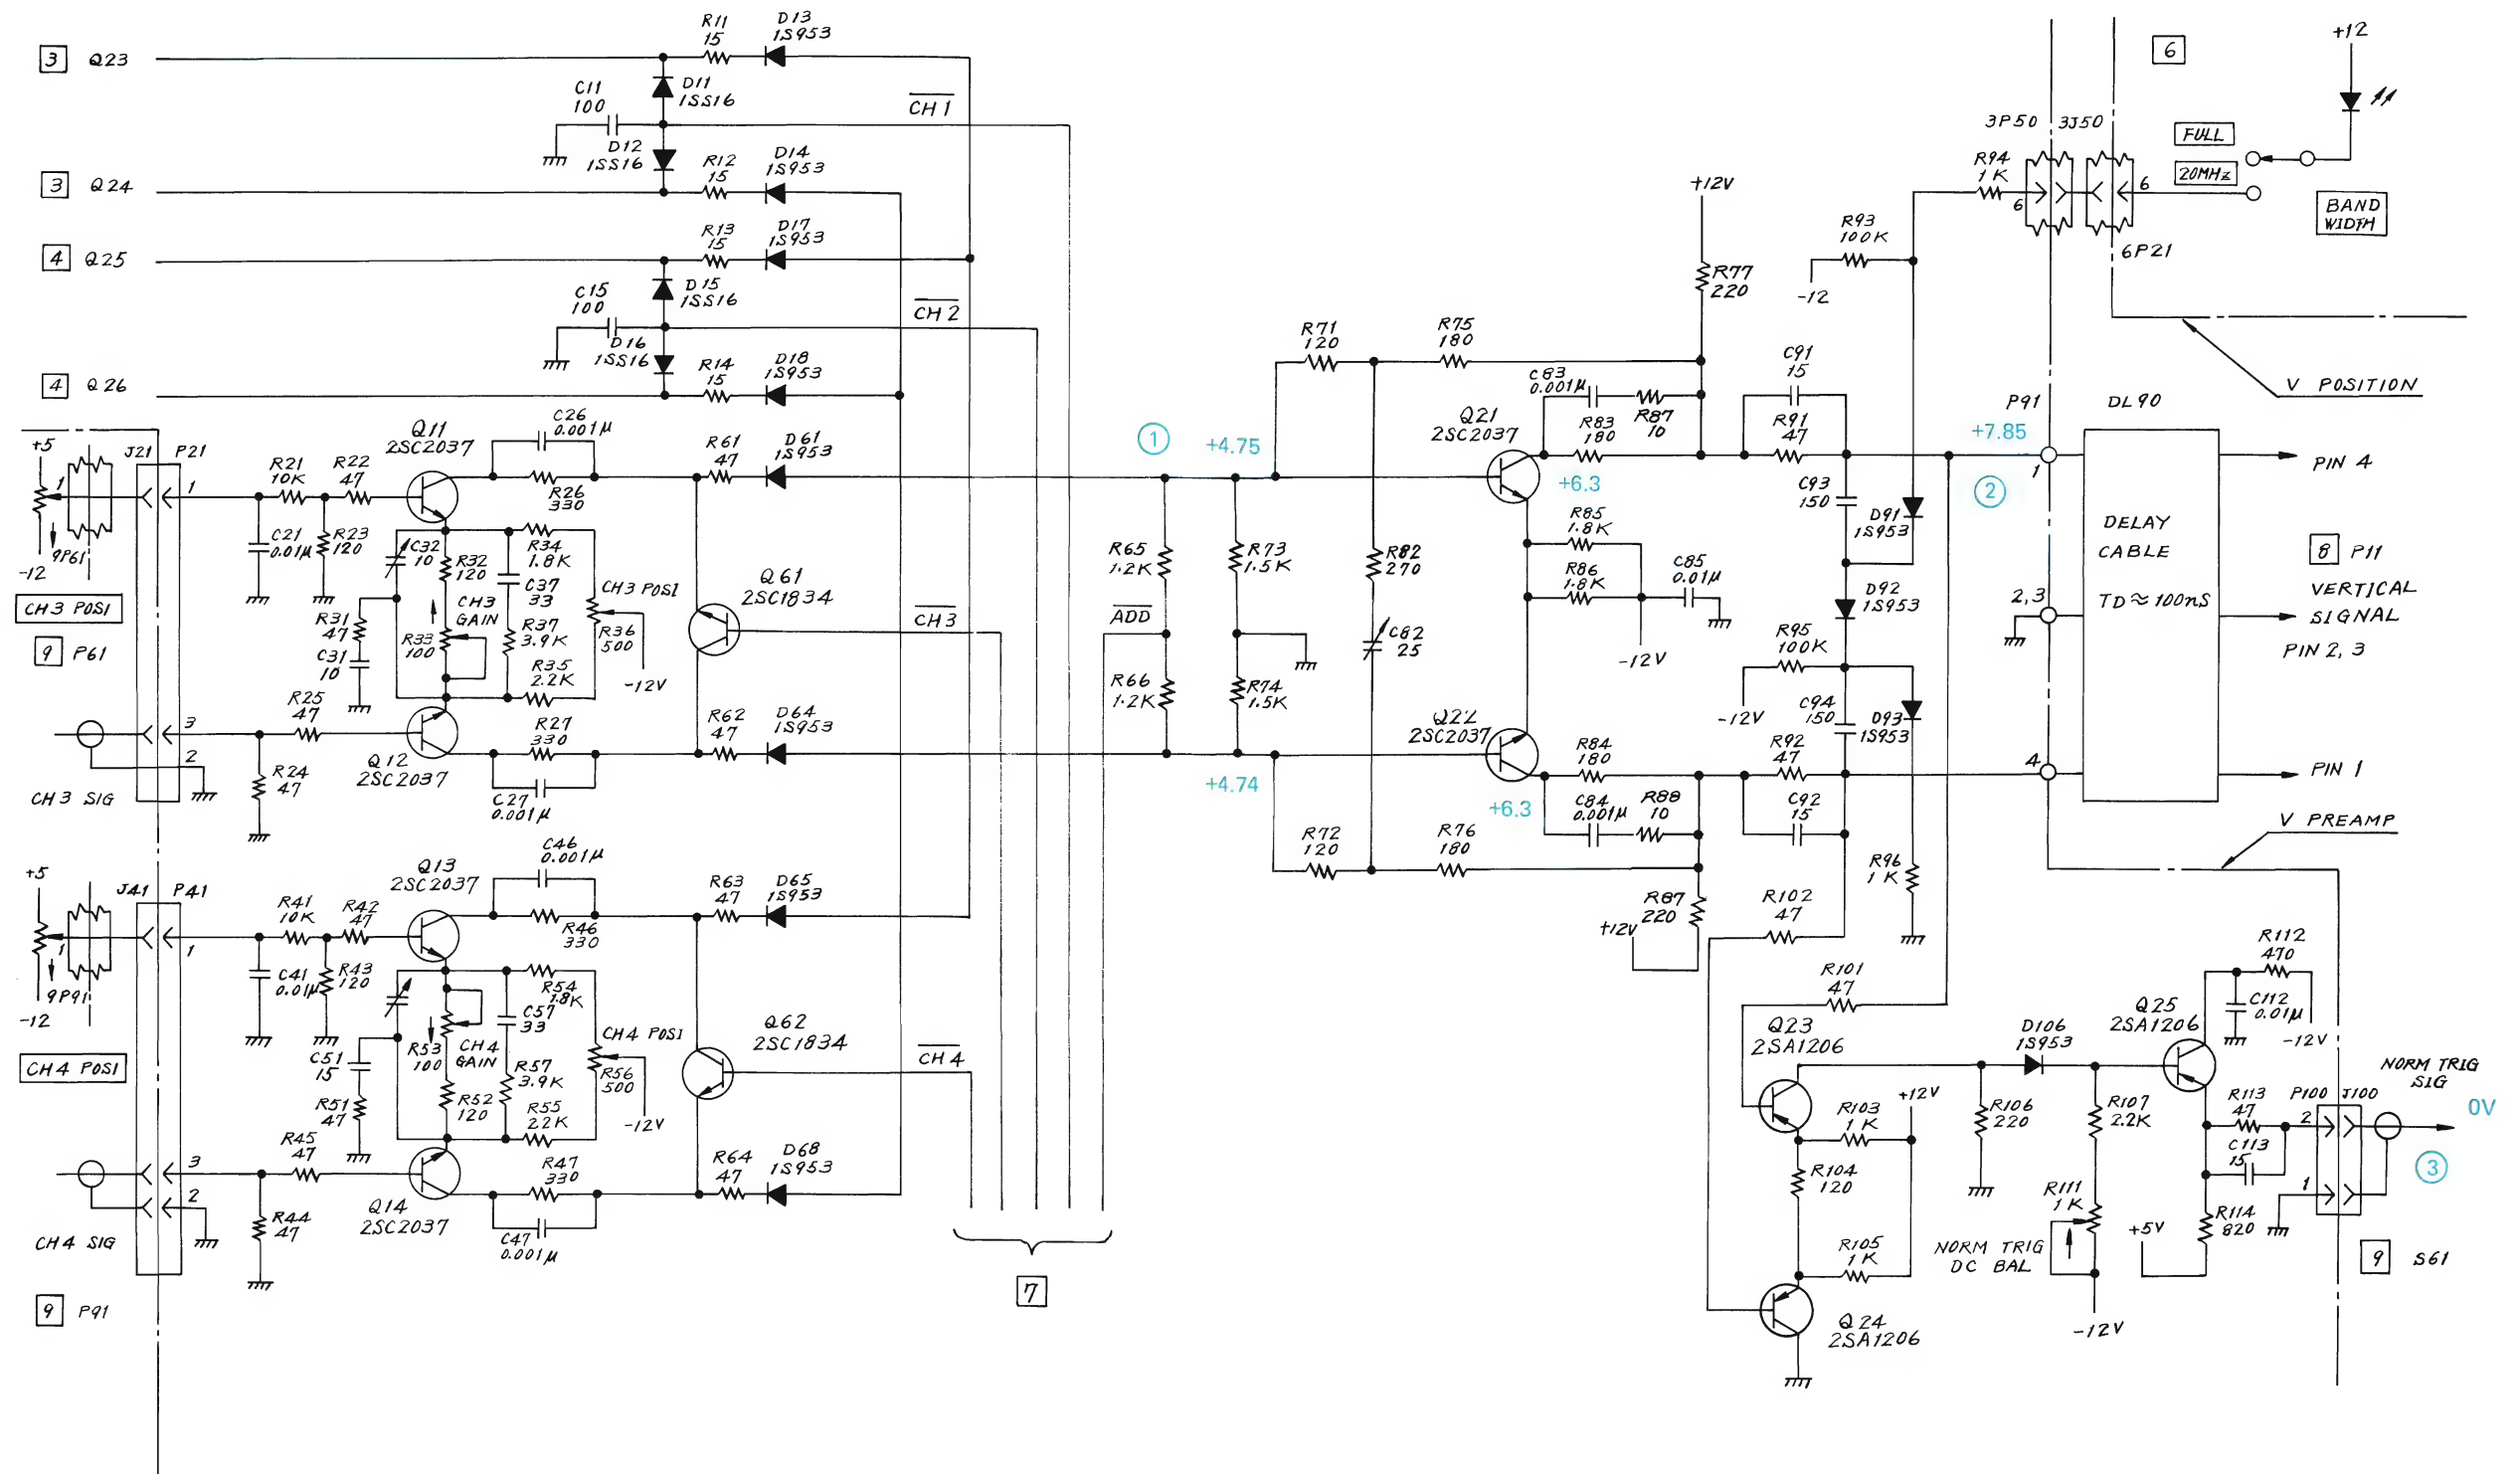 3 Q23
R11
15
D13
1S953
D11
1SS16
C11
100
CH1
D12
1SS16
3 Q24
R12
15
D14
1S953
4 Q25
R13
15
D17
1S953
D15
1SS16
C15
100
CH2
D16
1SS16
4 Q26
R14
15
D18
1S953
+5
1
9P61
-12
CH3 POSI
9 P61
J21 P21
1
R21
10K
R22
47
C21
0.01μ
R23
120
Q11
2SC2037
C26
0.001μ
R26
330
R61
47
D61
1S953
C32
10
R32
120
R34
1.8K
C37
33
CH3 POSI
CH3
GAIN
R31
47
R33
100
R37
3.9K
R36
500
C31
10
R35
2.2K
-12V
Q61
2SC1834
CH3
R25
47
3
2
R24
47
CH3 SIG
Q12
2SC2037
R27
330
C27
0.001μ
R62
47
D64
1S953
+5
1
9P91
-12
CH4 POSI
J41 P41
1
R41
10K
R42
47
C41
0.01μ
R43
120
Q13
2SC2037
C46
0.001μ
R46
330
R63
47
D65
1S953
R54
1.8K
C57
33
CH4 POSI
R53
100
CH4
GAIN
C51
15
R51
47
R52
120
R57
3.9K
R56
500
R55
22K
-12V
Q62
2SC1834
CH4
R45
47
3
2
R44
47
CH4 SIG
9 P91
Q14
2SC2037
R47
330
C47
0.001μ
R64
47
D68
1S953
7
1
+4.75
R65
1.2K
R73
1.5K
ADD
R66
1.2K
R74
1.5K
+4.74
R71
120
R75
180
R82
270
C82
25
R72
120
R76
180
+12V
R77
220
C83
0.001μ
R87
10
Q21
2SC2037
R83
180
+6.3
R85
1.8K
R86
1.8K
C85
0.01μ
-12V
Q22
2SC2037
R84
180
+6.3
C84
0.001μ
R88
10
R87
220
+12V
C91
15
R91
47
C93
150
D91
1S953
D92
1S953
R95
100K
-12V
C94
150
D93
1S953
R92
47
C92
15
R96
1K
R93
100K
-12
R94
1K
6
3P50 3J50
6
6P21
6
+12
FULL
20MHz
BAND
WIDTH
V POSITION
P91
+7.85
1
2
2,3
4
DL90
DELAY
CABLE
TD≈100nS
PIN 4
8 P11
VERTICAL
SIGNAL
PIN 2, 3
PIN 1
V PREAMP
R102
47
R101
47
Q23
2SA1206
R103
1K
+12V
R104
120
R105
1K
Q24
2SA1206
D106
1S953
R106
220
R107
2.2K
R111
1K
NORM TRIG
DC BAL
-12V
Q25
2SA1206
R112
470
C112
0.01μ
-12V
R113
47
C113
15
R114
820
+5V
P100 J100
2
1
NORM TRIG
SIG
0V
3
9 S61